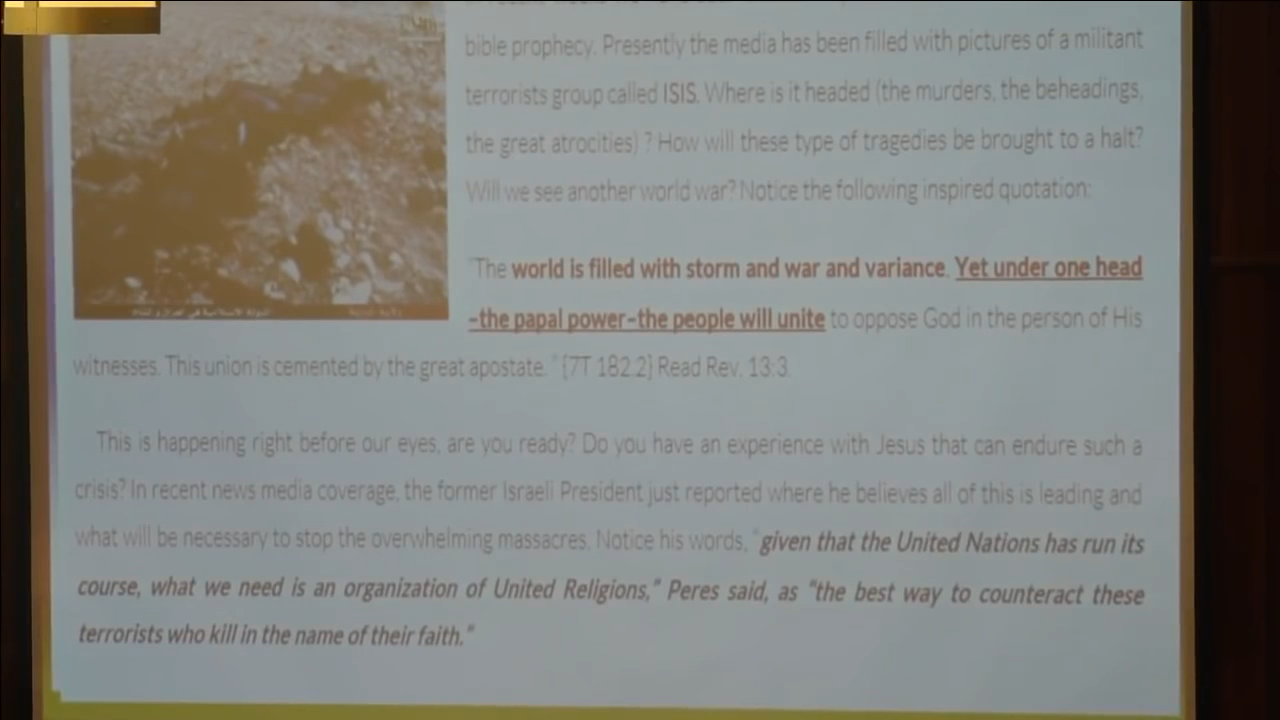 bible prophecy. Presently the media has been filled with pictures of a militant
terrorists group called ISIS. Where is it headed (the murders, the beheadings,
the great atrocities) ? How will these type of tragedies be brought to a halt?
Will we see another world war? Notice the following inspired quotation:
"The world is filled with storm and war and variance. Yet under one head
-the papal power-the people will unite to oppose God in the person of His
witnesses. This union is cemented by the great apostate." {7T 182.2} Read Rev. 13:3.
This is happening right before our eyes, are you ready? Do you have an experience with Jesus that can endure such a
crisis? In recent news media coverage, the former Israeli President just reported where he believes all of this is leading and
what will be necessary to stop the overwhelming massacres. Notice his words, "given that the United Nations has run its
course, what we need is an organization of United Religions," Peres said, as "the best way to counteract these
terrorists who kill in the name of their faith."